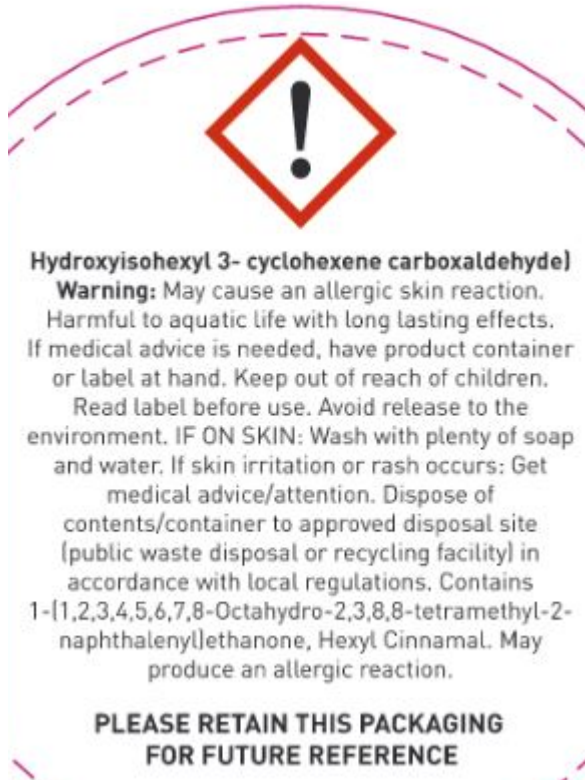 Hydroxyisohexyl 3- cyclohexene carboxaldehyde)
Warning: May cause an allergic skin reaction.
Harmful to aquatic life with long lasting effects.
If medical advice is needed, have product container
or label at hand. Keep out of reach of children.
Read label before use. Avoid release to the
environment. IF ON SKIN: Wash with plenty of soap
and water. If skin irritation or rash occurs: Get
medical advice/attention. Dispose of
contents/container to approved disposal site
(public waste disposal or recycling facility) in
accordance with local regulations. Contains
1-(1,2,3,4,5,6,7,8-Octahydro-2,3,8,8-tetramethyl-2-
naphthalenyl)ethanone, Hexyl Cinnamal. May
produce an allergic reaction.
PLEASE RETAIN THIS PACKAGING
FOR FUTURE REFERENCE